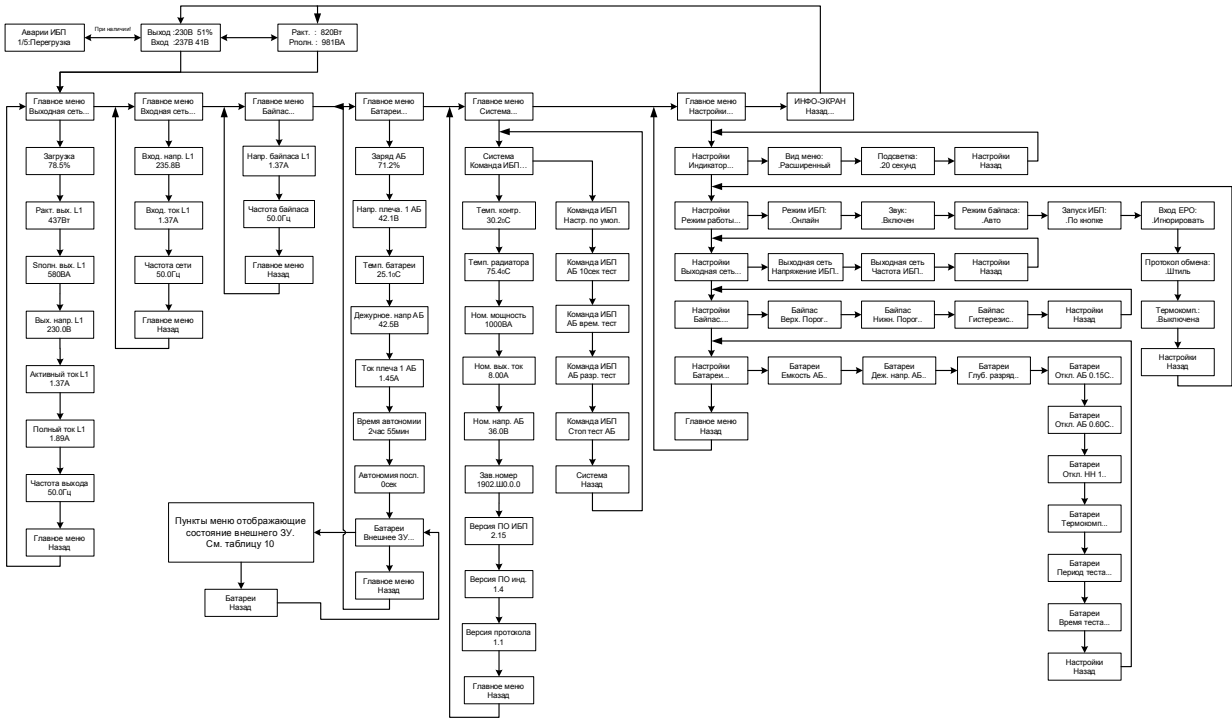 Аварии ИБП
1/5:Перегрузка
При наличии!
Выход :230В 51%
Вход :237В 41В
Pакт. : 820Вт
Pполн. : 981ВА
Главное меню
Выходная сеть...
Главное меню
Входная сеть...
Главное меню
Байпас...
Главное меню
Батареи...
Главное меню
Система...
Главное меню
Настройки...
ИНФО-ЭКРАН
Назад...
Загрузка
78.5%
Pакт. вых. L1
437Вт
Sполн. вых. L1
580ВА
Вых. напр. L1
230.0В
Активный ток L1
1.37А
Полный ток L1
1.89А
Частота выхода
50.0Гц
Главное меню
Назад
Вход. напр. L1
235.8В
Вход. ток L1
1.37А
Частота сети
50.0Гц
Главное меню
Назад
Напр. байпаса L1
1.37А
Частота байпаса
50.0Гц
Главное меню
Назад
Заряд АБ
71.2%
Напр. плеча. 1 АБ
42.1В
Темп. батареи
25.1оС
Дежурное. напр АБ
42.5В
Ток плеча 1 АБ
1.45А
Время автономии
2час 55мин
Автономия посл.
0сек
Батареи
Внешнее ЗУ...
Главное меню
Назад
Пункты меню отображающие
состояние внешнего ЗУ.
См. таблицу 10
Батареи
Назад
Система
Команда ИБП...
Темп. контр.
30.2оС
Темп. радиатора
75.4оС
Ном. мощность
1000ВА
Ном. вых. ток
8.00А
Ном. напр. АБ
36.0В
Зав.номер
1902.Ш0.0.0
Версия ПО ИБП
2.15
Версия ПО инд.
1.4
Версия протокола
1.1
Главное меню
Назад
Команда ИБП
Настр. по умол.
Команда ИБП
АБ 10сек тест
Команда ИБП
АБ врем. тест
Команда ИБП
АБ разр. тест
Команда ИБП
Стоп тест АБ
Система
Назад
Настройки
Индикатор...
Вид меню:
.Расширенный
Подсветка:
.20 секунд
Настройки
Назад
Настройки
Режим работы...
Режим ИБП:
.Онлайн
Звук:
.Включен
Режим байпаса:
.Авто
Запуск ИБП:
.По кнопке
Вход EPO:
.Игнорировать
Протокол обмена:
.Штиль
Термокомп.:
.Выключена
Настройки
Назад
Настройки
Выходная сеть...
Выходная сеть
Напряжение ИБП..
Выходная сеть
Частота ИБП..
Настройки
Назад
Настройки
Байпас....
Байпас
Верх. Порог..
Байпас
Нижн. Порог..
Байпас
Гистерезис..
Настройки
Назад
Настройки
Батареи...
Батареи
Емкость АБ..
Батареи
Деж. напр. АБ..
Батареи
Глуб. разряд..
Батареи
Откл. АБ 0.15С..
Батареи
Откл. АБ 0.60С..
Батареи
Откл. НН 1..
Батареи
Термокомп...
Батареи
Период теста...
Батареи
Время теста...
Настройки
Назад
Главное меню
Назад